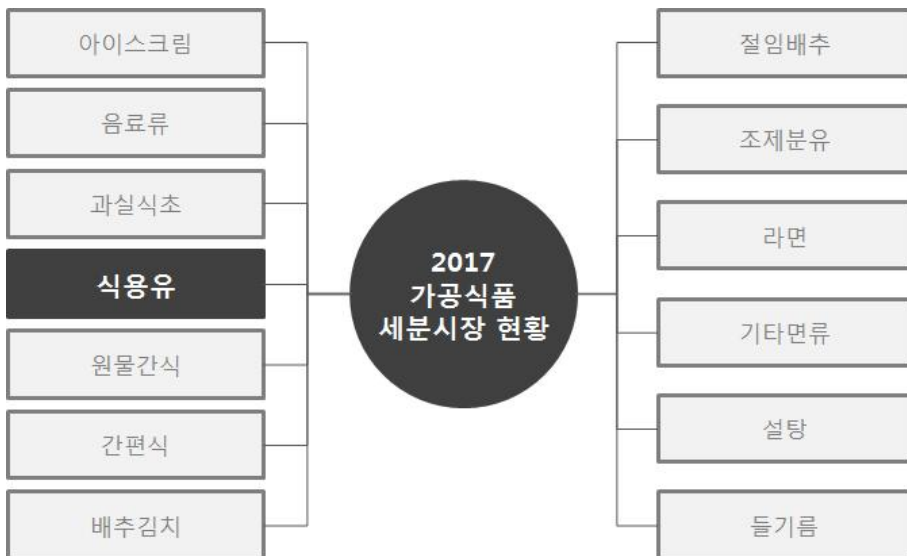 아이스크림
음료류
과실식초
식용유
원물간식
간편식
배추김치
2017
가공식품
세분시장 현황
절임배추
조제분유
라면
기타면류
설탕
들기름